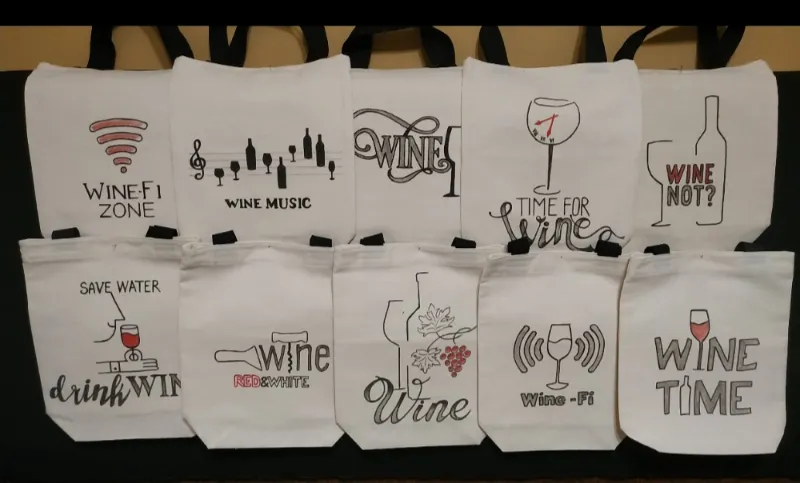 WINE-FI
ZONE
WINE MUSIC
WINE
TIME FOR
Wine
WINE
NOT?
SAVE WATER
drink WIN
wine
RED&WHITE
Wine
Wine-Fi
WINE
TIME